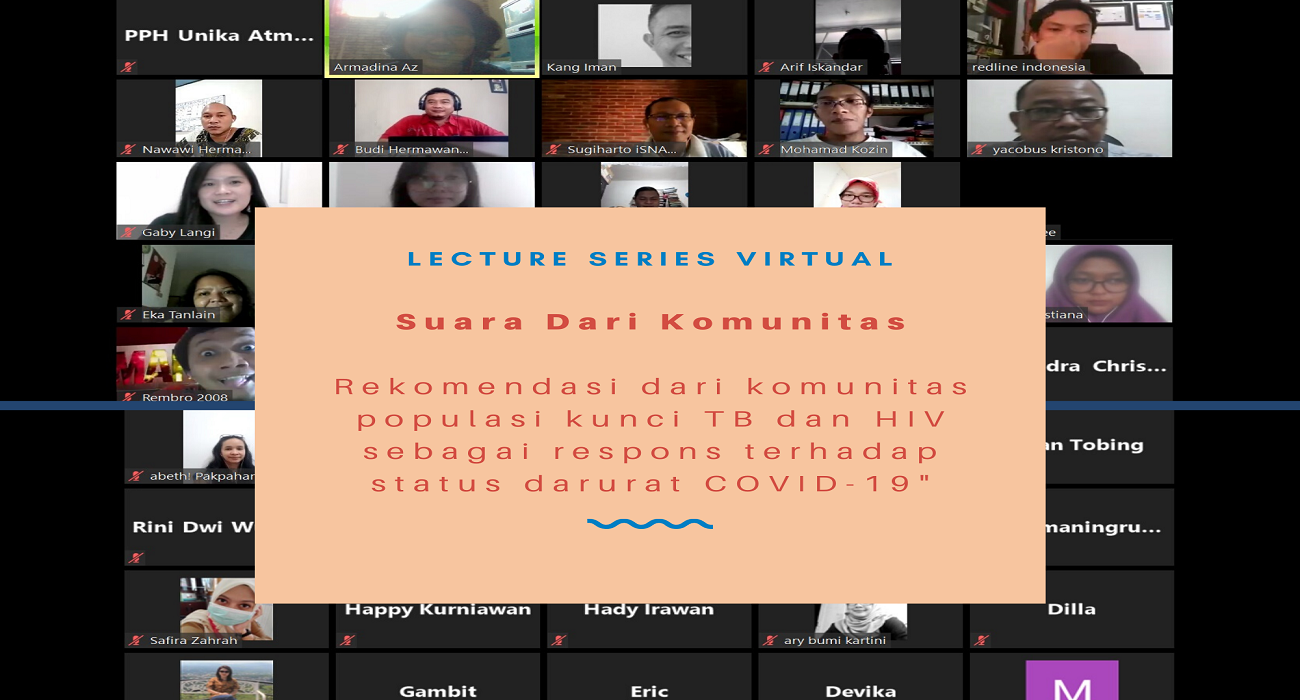 PPH Unika Atm...
Armadina Az
Kang Iman
Arif Iskandar
redline indonesia
Nawawi Herma...
Budi Hermawan...
Sugiharto iSNA...
Mohamad Kozin
yacobus kristono
Gaby Langi
ee
Eka Tanlain
stiana
Rembro 2008
dra Chris...
LECTURE SERIES VIRTUAL
Suara Dari Komunitas
Rekomendasi dari komunitas
populasi kunci TB dan HIV
sebagai respons terhadap
status darurat COVID-19"
abeth! Pakpahan
n Tobing
Rini Dwi W
maningru...
Safira Zahrah
Happy Kurniawan
Hady Irawan
ary bumi kartini
Dilla
Gambit
Eric
Devika
M